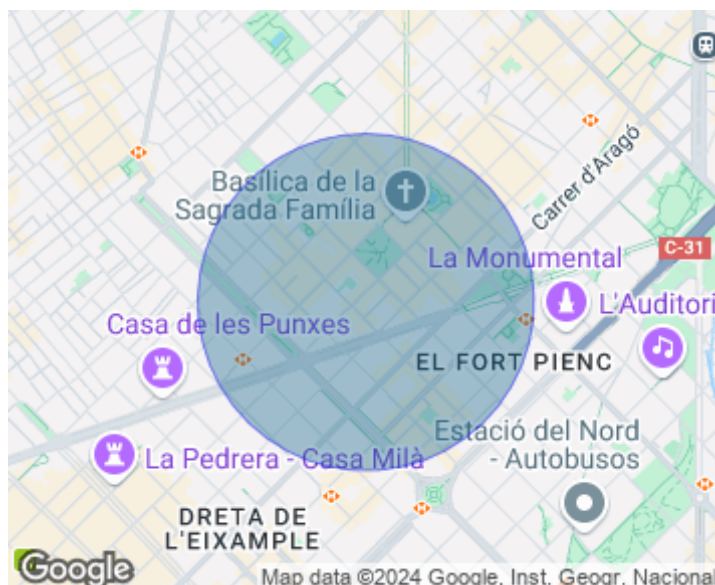 Basílica de la
Sagrada Família
Carrer d'Aragó
C-31
La Monumental
L'Auditori
Casa de les Punxes
EL FORT PIENC
Estació del Nord
- Autobusos
La Pedrera - Casa Milà
DRETA DE
L'EIXAMPLE
Google
Map data ©2024 Google, Inst. Geogr. Nacional